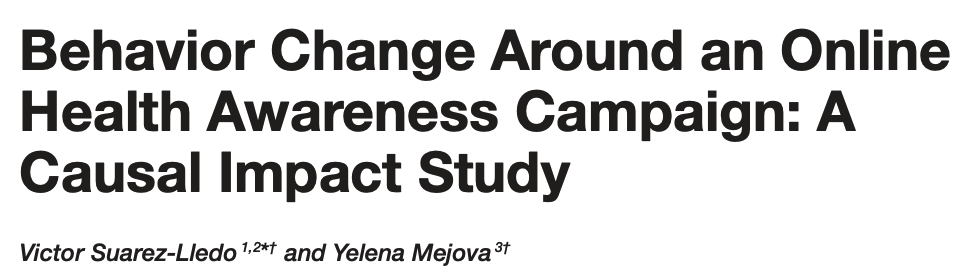 Behavior Change Around an Online
Health Awareness Campaign: A
Causal Impact Study
Victor Suarez-Lledo 1,2*† and Yelena Mejova 3†